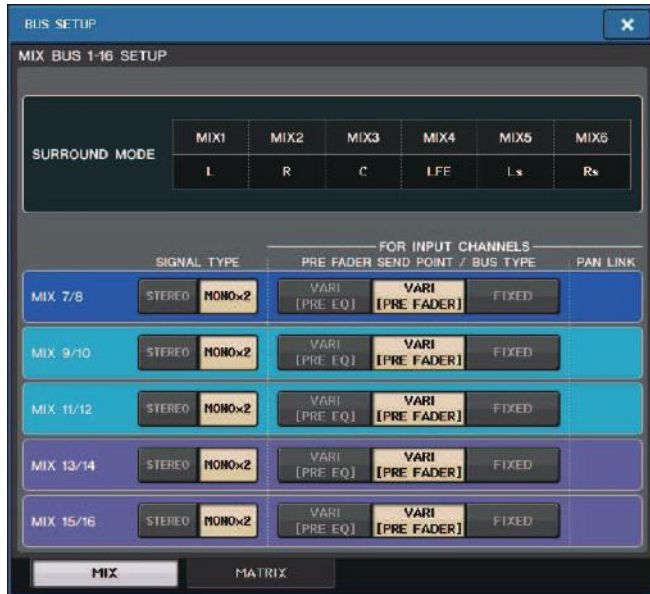 BUS SETUP
×
MIX BUS 1-16 SETUP
SURROUND MODE
MIX1 MIX2 MIX3 MIX4 MIX5 MIX6
L R C LFE Ls Rs
FOR INPUT CHANNELS
SIGNAL TYPE PRE FADER SEND POINT / BUS TYPE PAN LINK
MIX 7/8 STEREO MONO×2 VARI [PRE EQ] VARI [PRE FADER] FIXED
MIX 9/10 STEREO MONO×2 VARI [PRE EQ] VARI [PRE FADER] FIXED
MIX 11/12 STEREO MONO×2 VARI [PRE EQ] VARI [PRE FADER] FIXED
MIX 13/14 STEREO MONO×2 VARI [PRE EQ] VARI [PRE FADER] FIXED
MIX 15/16 STEREO MONO×2 VARI [PRE EQ] VARI [PRE FADER] FIXED
MIX MATRIX